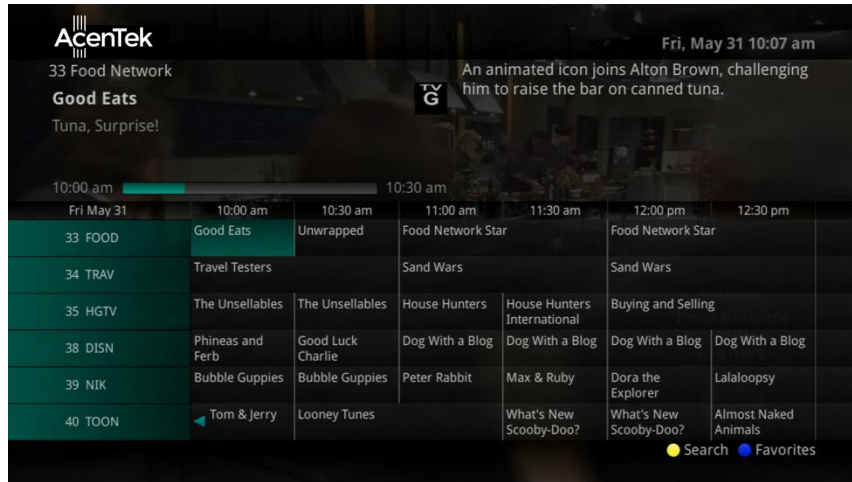 AcenTek
Fri, May 31 10:07 am
33 Food Network
Good Eats
Tuna, Surprise!
TV G
An animated icon joins Alton Brown, challenging
him to raise the bar on canned tuna.
10:00 am 10:30 am
Fri May 31 10:00 am 10:30 am 11:00 am 11:30 am 12:00 pm 12:30 pm
33 FOOD Good Eats Unwrapped Food Network Star Food Network Star
34 TRAV Travel Testers Sand Wars Sand Wars
35 HGTV The Unsellables The Unsellables House Hunters House Hunters International Buying and Selling
38 DISN Phineas and Ferb Good Luck Charlie Dog With a Blog Dog With a Blog Dog With a Blog Dog With a Blog
39 NIK Bubble Guppies Bubble Guppies Peter Rabbit Max & Ruby Dora the Explorer Lalaloopsy
40 TOON Tom & Jerry Looney Tunes What's New Scooby-Doo? What's New Scooby-Doo? Almost Naked Animals
Search Favorites